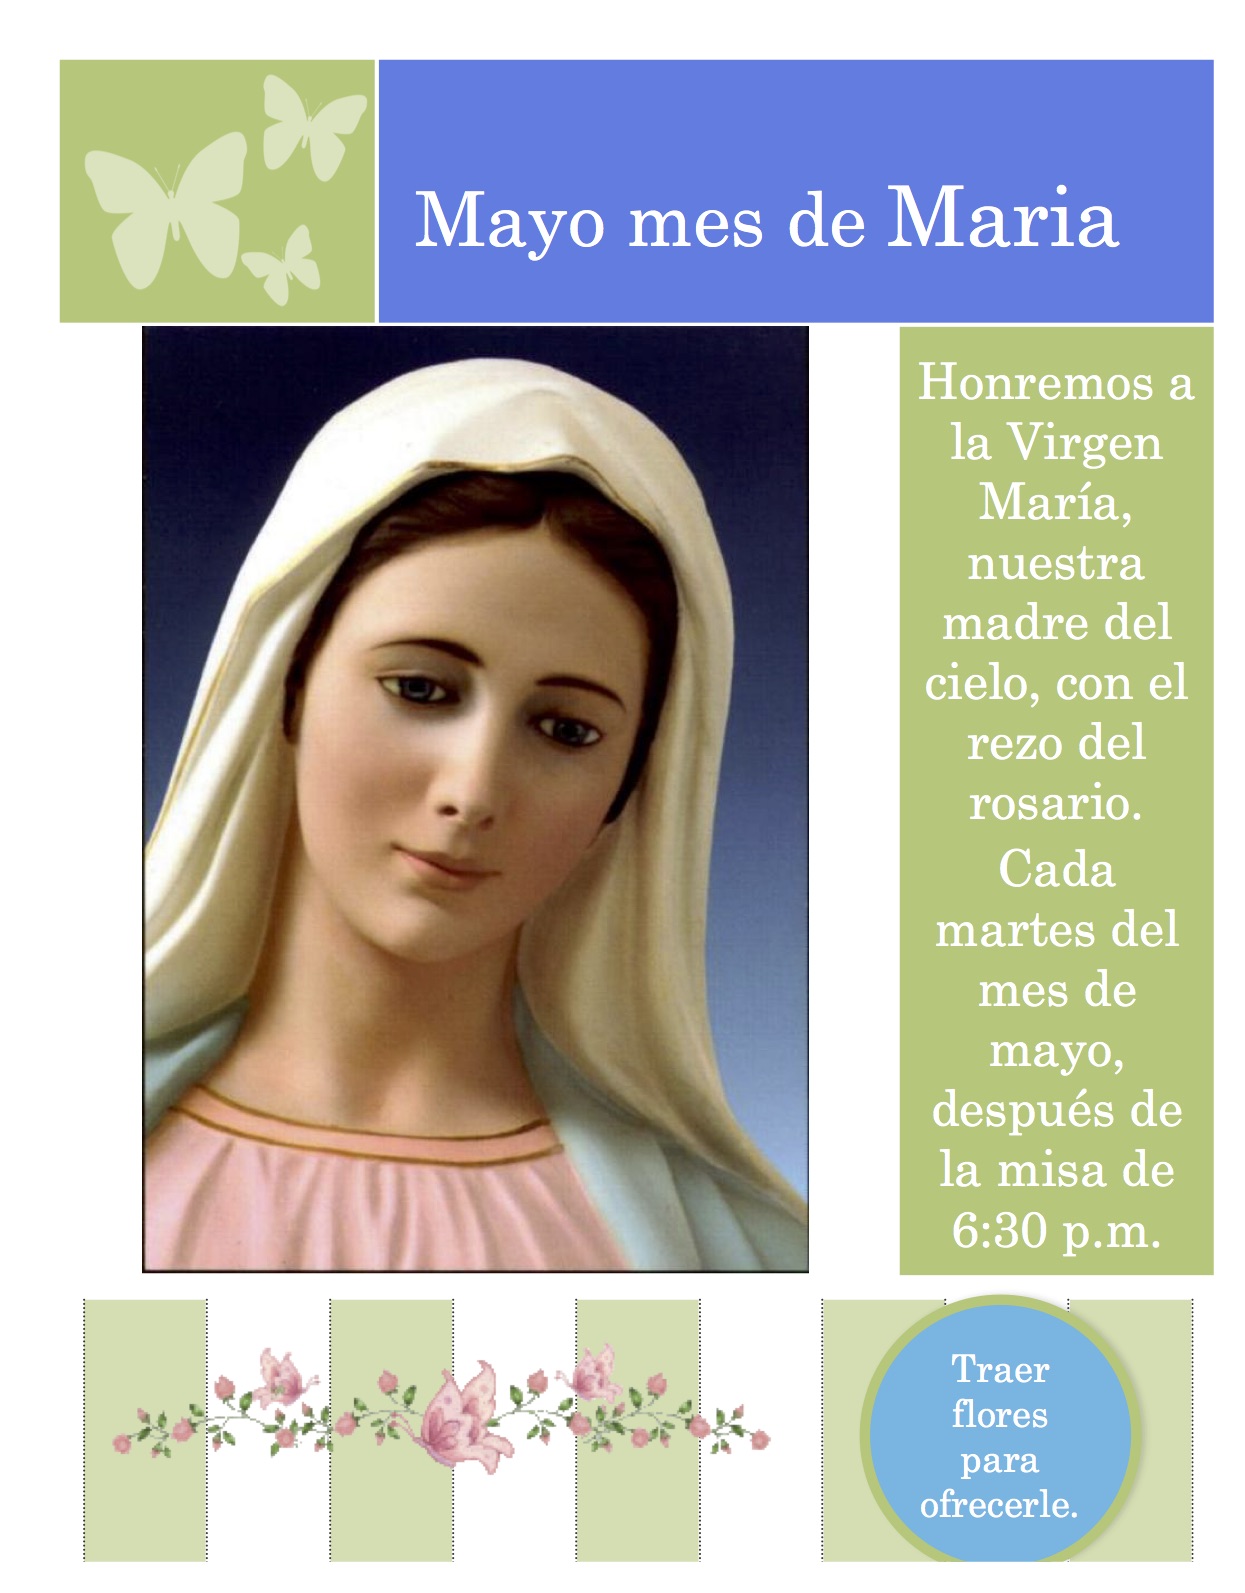 Mayo mes de Maria
Honremos a
la Virgen
María,
nuestra
madre del
cielo, con el
rezo del
rosario.
Cada
martes del
mes de
mayo,
después de
la misa de
6:30 p.m.
Traer
flores
para
ofrecerle.